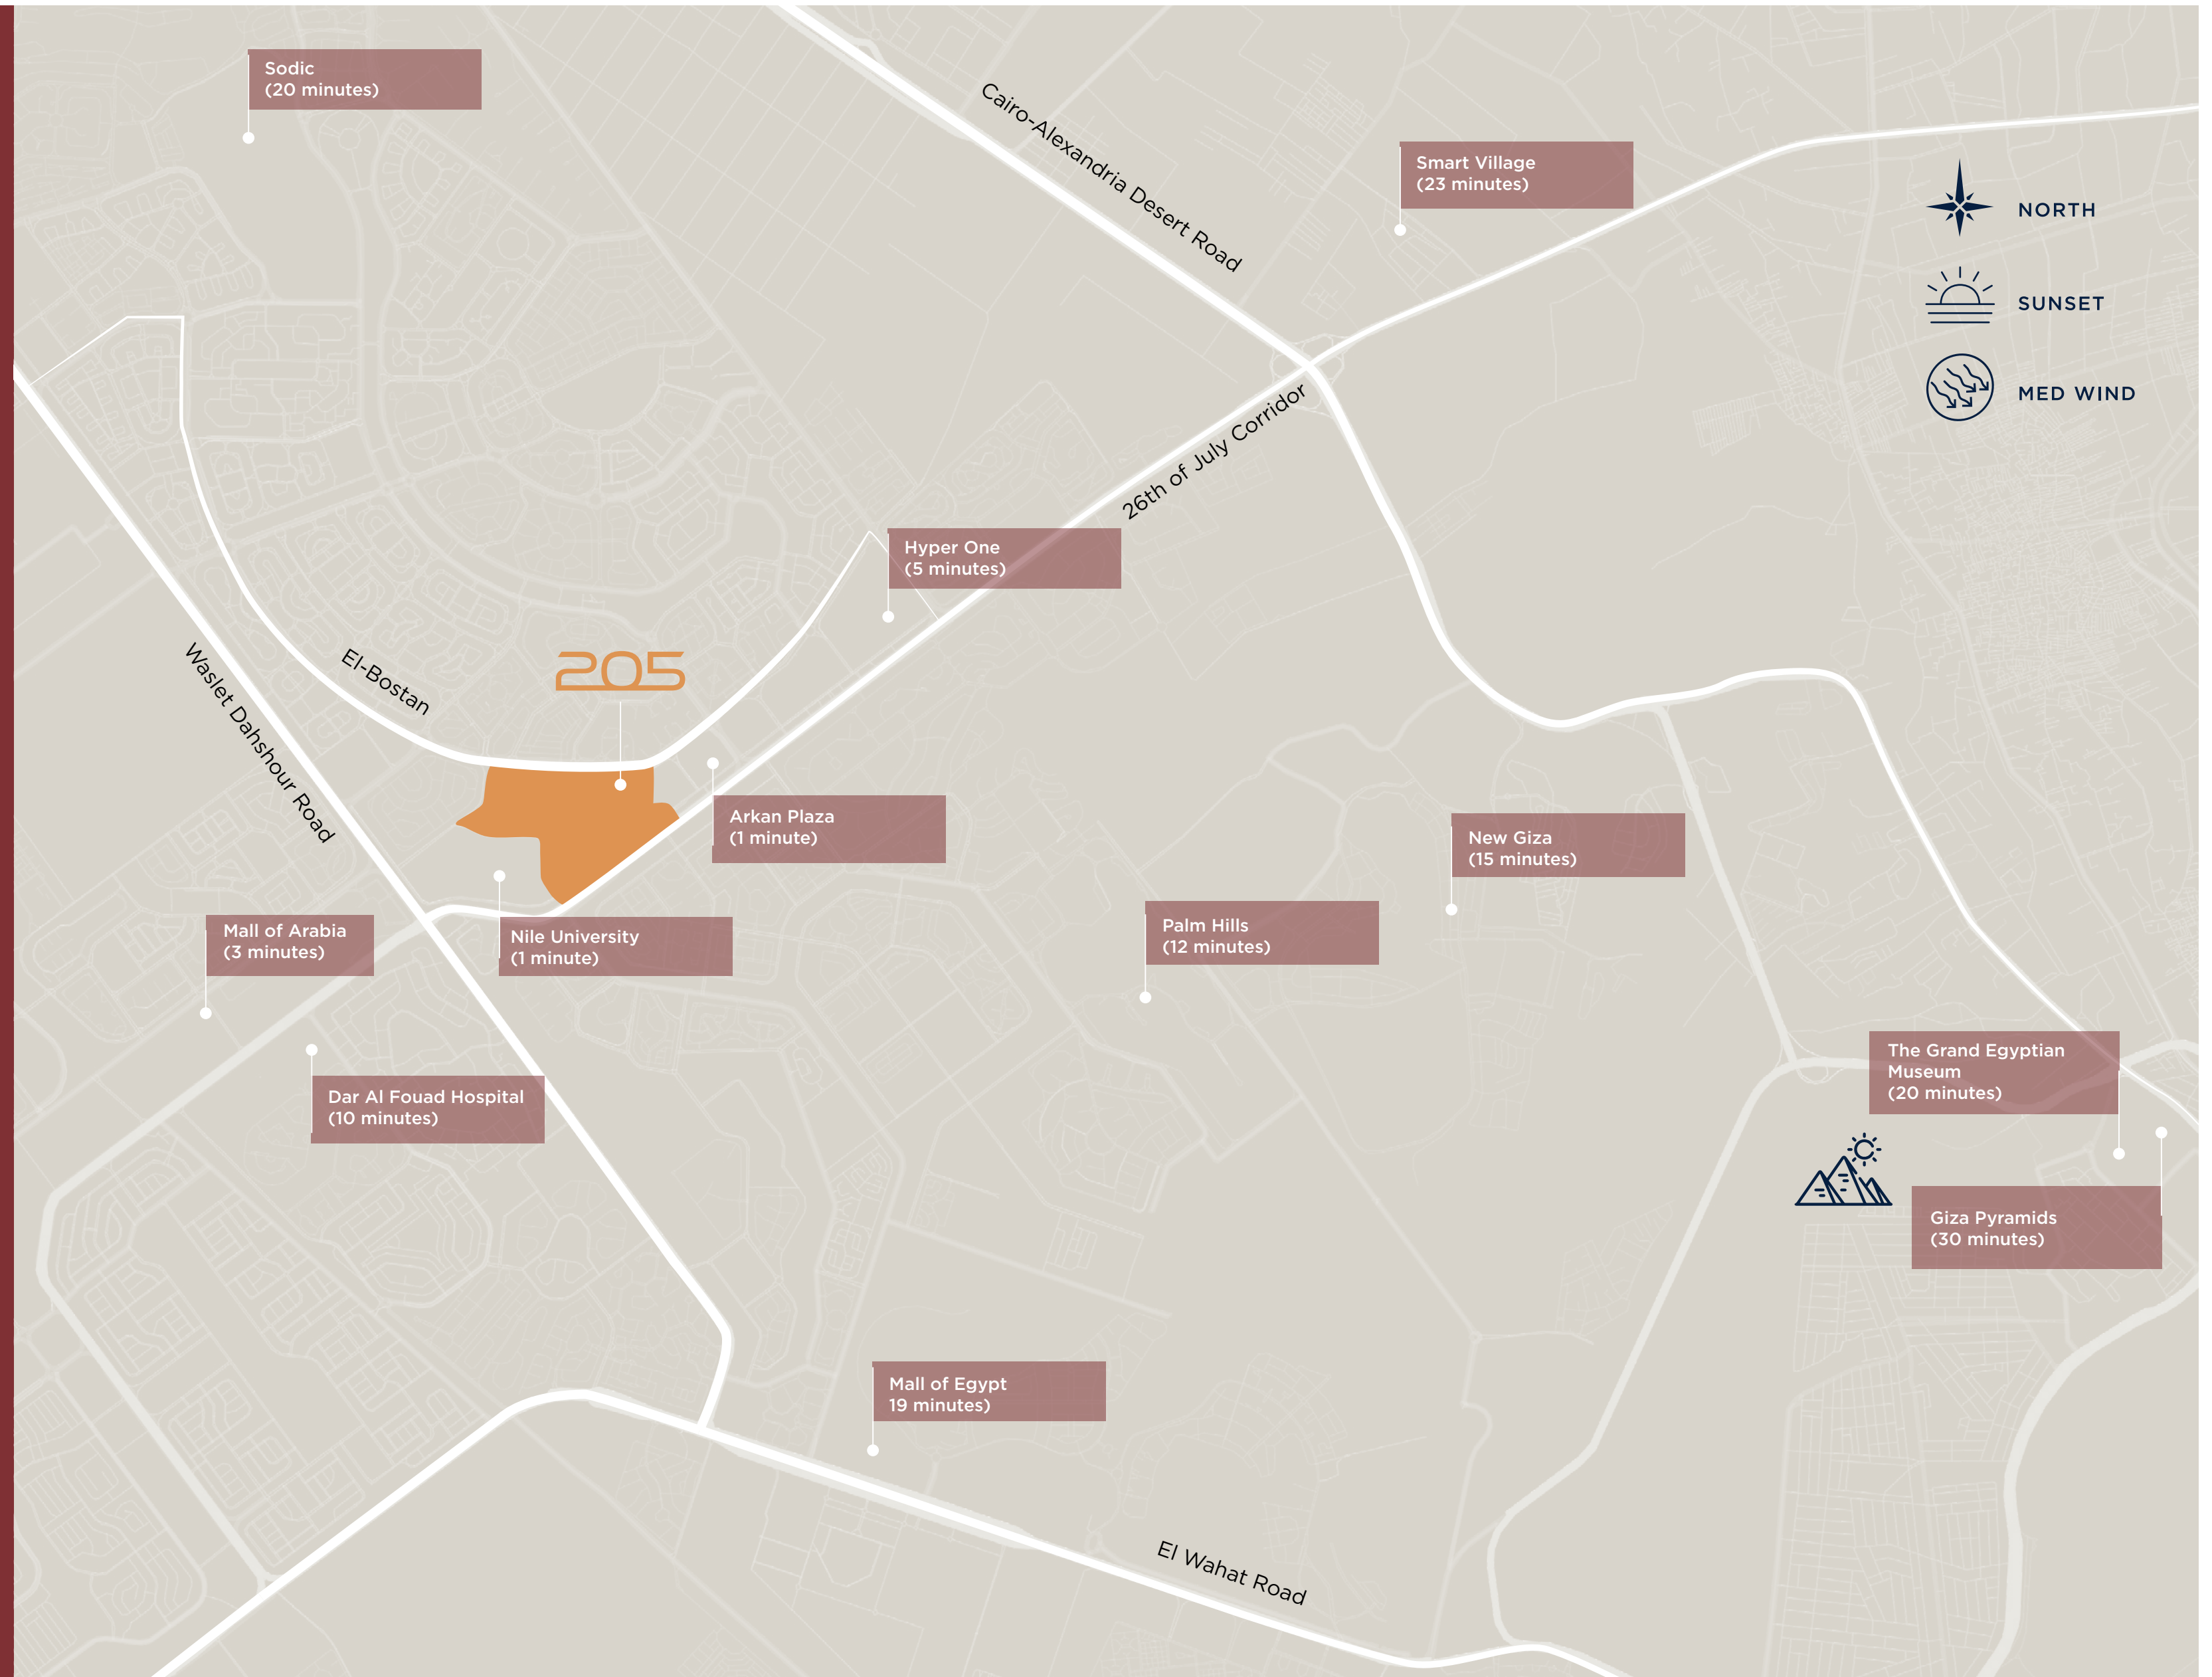 Sodic
(20 minutes)
Cairo-Alexandria Desert Road
Smart Village
(23 minutes)
NORTH
SUNSET
MED WIND
26th of July Corridor
Hyper One
(5 minutes)
El-Bostan
205
Waslet Dahshour Road
Arkan Plaza
(1 minute)
New Giza
(15 minutes)
Palm Hills
(12 minutes)
Mall of Arabia
(3 minutes)
Nile University
(1 minute)
The Grand Egyptian
Museum
(20 minutes)
Dar Al Fouad Hospital
(10 minutes)
Giza Pyramids
(30 minutes)
Mall of Egypt
19 minutes)
El Wahat Road